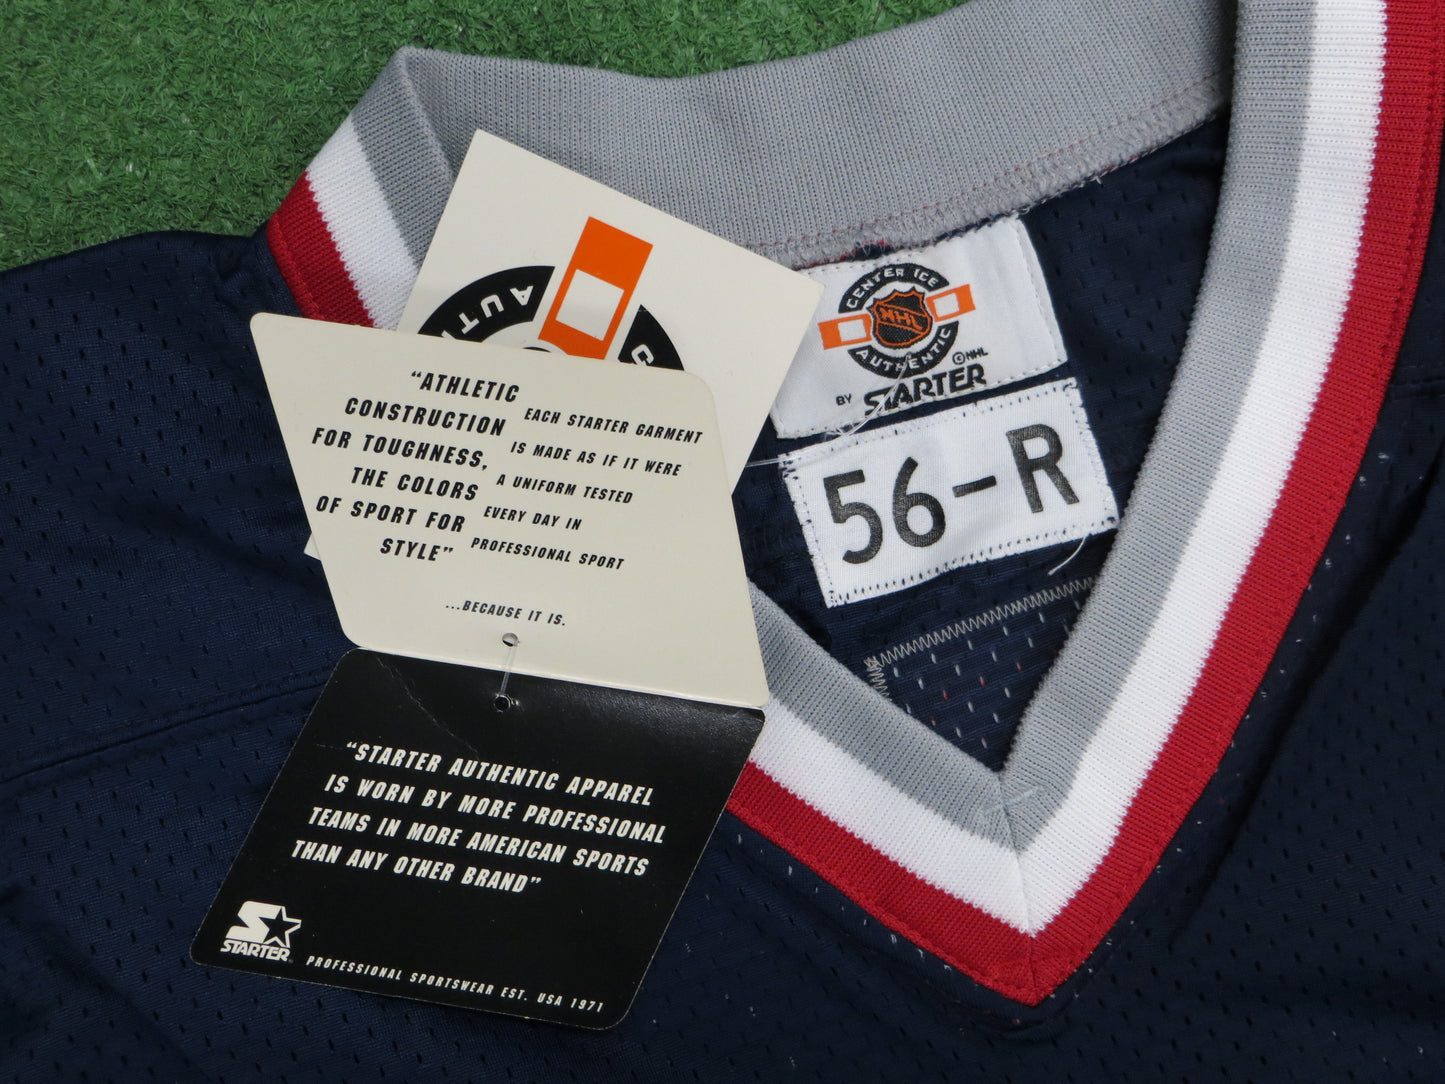 AUT
"ATHLETIC
CONSTRUCTION
FOR TOUGHNESS,
THE COLORS
OF SPORT FOR
STYLE"
EACH STARTER GARMENT
IS MADE AS IF IT WERE
A UNIFORM TESTED
EVERY DAY IN
PROFESSIONAL SPORT
...BECAUSE IT IS.
"STARTER AUTHENTIC APPAREL
IS WORN BY MORE PROFESSIONAL
TEAMS IN MORE AMERICAN SPORTS
THAN ANY OTHER BRAND"
S
STARTER
PROFESSIONAL SPORTSWEAR EST. USA 1971
CENTER ICE
NHL
AUTHENTIC
©NHL
BY STARTER
56-R